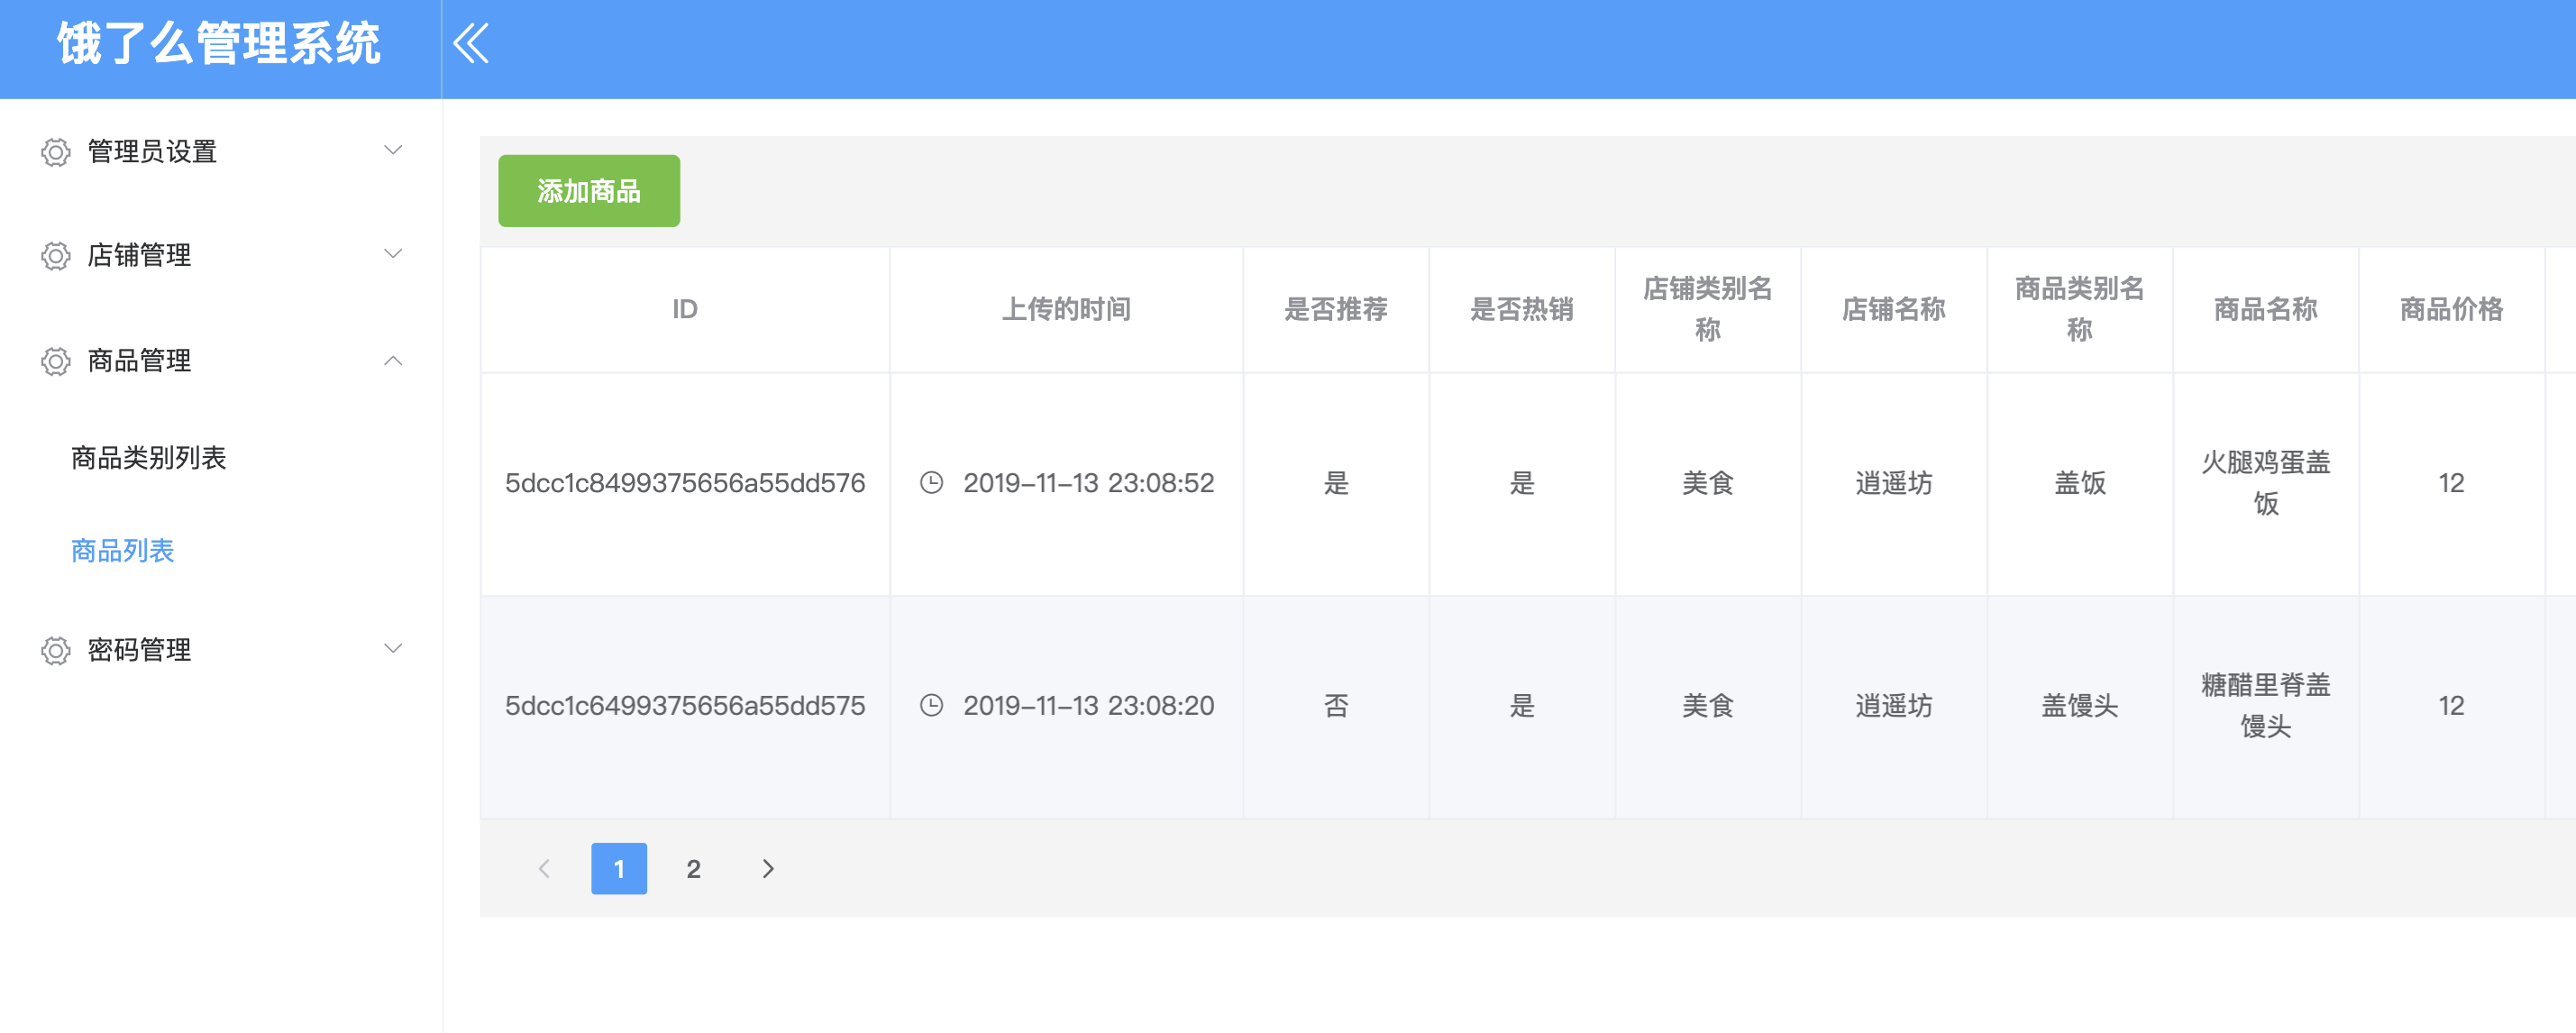 饿了么管理系统
管理员设置
店铺管理
商品管理
商品类别列表
商品列表
密码管理
添加商品
ID 上传的时间 是否推荐 是否热销 店铺类别名称 店铺名称 商品类别名称 商品名称 商品价格
5dcc1c8499375656a55dd576 2019-11-13 23:08:52 是 是 美食 逍遥坊 盖饭 火腿鸡蛋盖饭 12
5dcc1c6499375656a55dd575 2019-11-13 23:08:20 否 是 美食 逍遥坊 盖馒头 糖醋里脊盖馒头 12
1 2